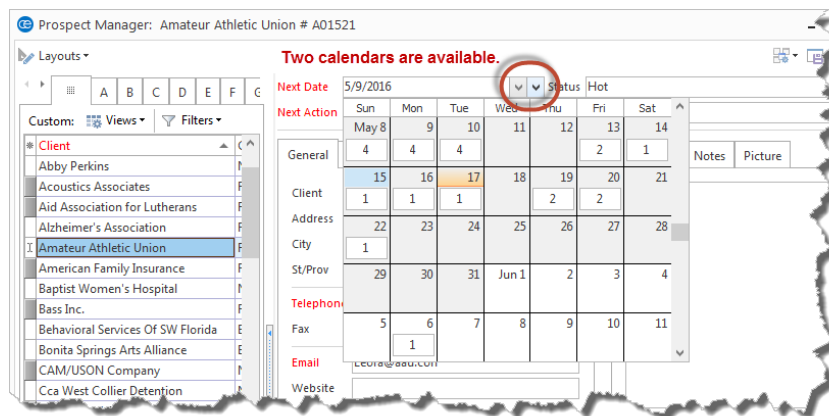 Prospect Manager: Amateur Athletic Union # A01521
Layouts
Two calendars are available.
Next Date 5/9/2016 Status Hot
Next Action
A B C D E F G
Custom: Views Filters
* Client
Abby Perkins
Acoustics Associates
Aid Association for Lutherans
Alzheimer's Association
Amateur Athletic Union
American Family Insurance
Baptist Women's Hospital
Bass Inc.
Behavioral Services Of SW Florida
Bonita Springs Arts Alliance
CAM/USON Company
Cca West Collier Detention
Sun Mon Tue Wed Thu Fri Sat
May 8 9 10 11 12 13 14
4 4 4 2 1
15 16 17 18 19 20 21
1 1 1 2 2
22 23 24 25 26 27 28
1
29 30 31 Jun 1 2 3 4
5 6 7 8 9 10 11
1
General
Notes Picture
Client
Address
City
St/Prov
Telephone
Fax
Email
Website